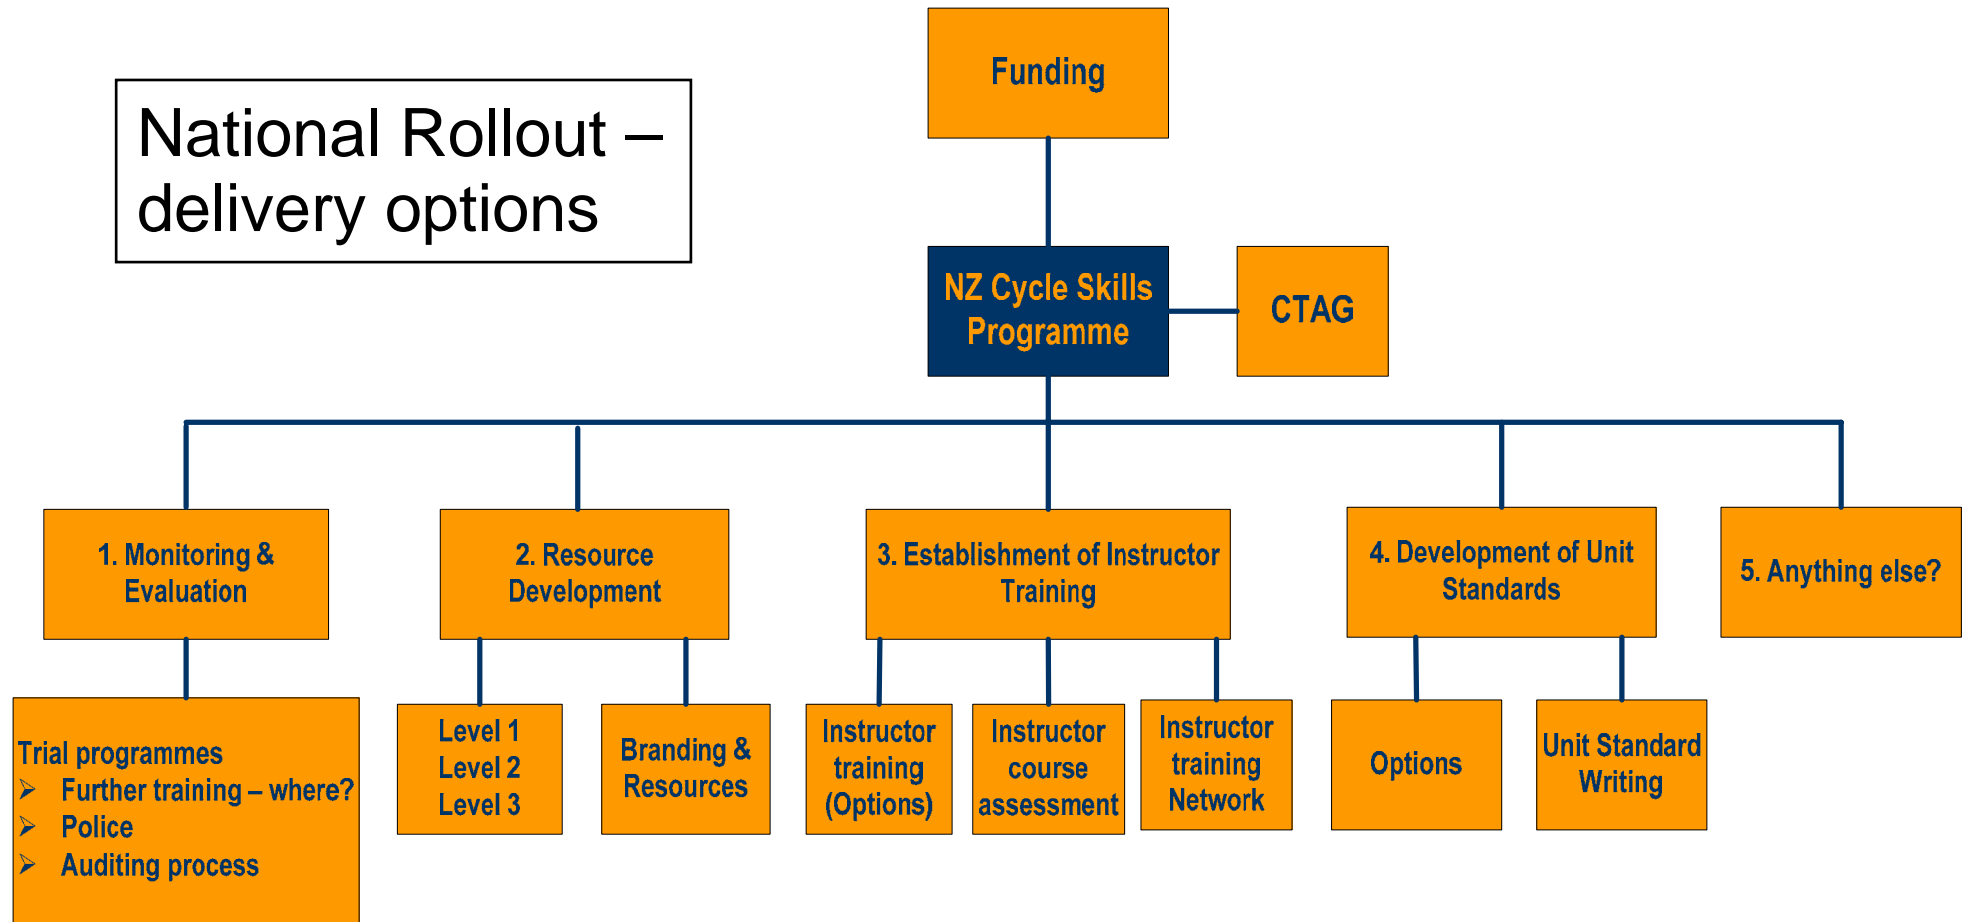 National Rollout –
delivery options
Funding
NZ Cycle Skills
Programme
CTAG
1. Monitoring &
Evaluation
2. Resource
Development
3. Establishment of Instructor
Training
4. Development of Unit
Standards
5. Anything else?
Trial programmes
➢ Further training – where?
➢ Police
➢ Auditing process
Level 1
Level 2
Level 3
Branding &
Resources
Instructor
training
(Options)
Instructor
course
assessment
Instructor
training
Network
Options
Unit Standard
Writing